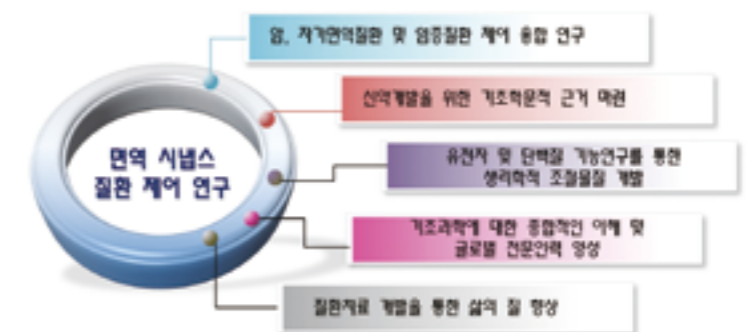 암, 자가면역질환 및 염증질환 제어 융합 연구
신약개발을 위한 기초학문적 근거 마련
면역 시냅스
질환 제어 연구
유전자 및 단백질 기능연구를 통한
생리학적 조절물질 개발
기초과학에 대한 종합적인 이해 및
글로벌 전문인력 양성
질환치료 개발을 통한 삶의 질 향상